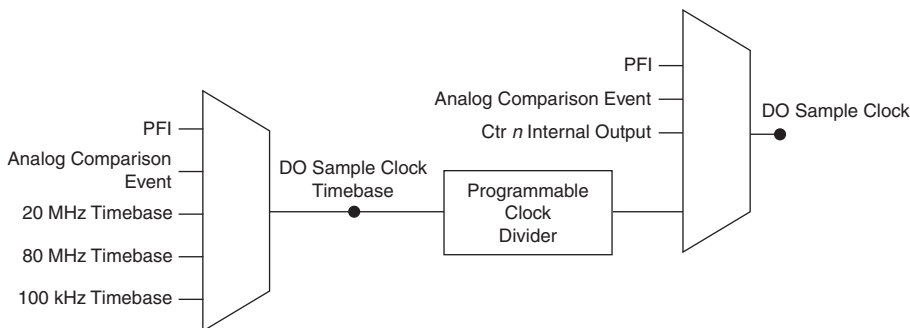 PFI
Analog Comparison Event
Ctr n Internal Output
DO Sample Clock
PFI
Analog Comparison
Event
20 MHz Timebase
80 MHz Timebase
100 kHz Timebase
DO Sample Clock
Timebase
Programmable
Clock
Divider